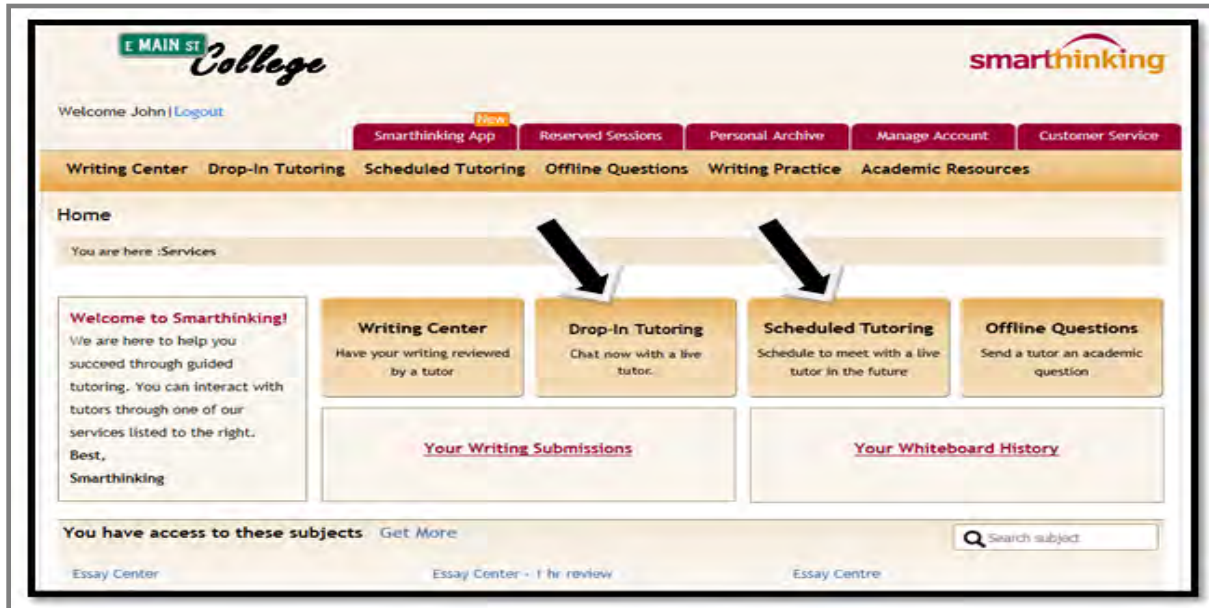 E MAIN ST
College
smarthinking
Welcome John|Logout
New
Smarthinking App Reserved Sessions Personal Archive Manage Account Customer Service
Writing Center Drop-In Tutoring Scheduled Tutoring Offline Questions Writing Practice Academic Resources
Home
You are here :Services
Welcome to Smarthinking!
We are here to help you
succeed through guided
tutoring. You can interact with
tutors through one of our
services listed to the right.
Best,
Smarthinking
Writing Center
Have your writing reviewed
by a tutor
Drop-In Tutoring
Chat now with a live
tutor.
Scheduled Tutoring
Schedule to meet with a live
tutor in the future
Offline Questions
Send a tutor an academic
question
Your Writing Submissions
Your Whiteboard History
You have access to these subjects Get More
Search subject
Essay Center
Essay Center - 1 hr review
Essay Centre